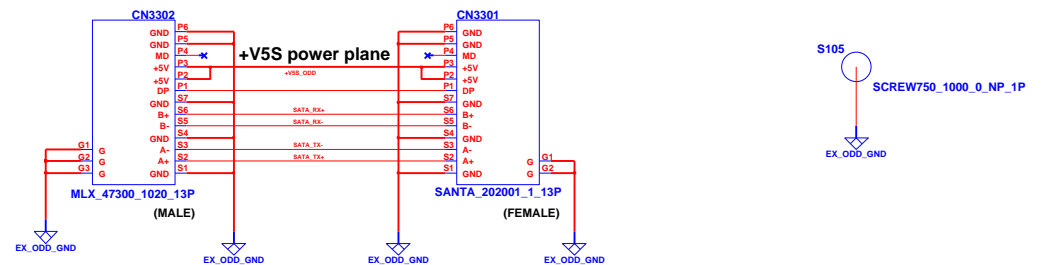 CN3302
P6 GND
P5 GND
P4 MD
P3 +5V
P2 +5V
P1 DP
S7 GND
S6 B+
S5 B-
S4 GND
S3 A-
S2 A+
S1 GND
G1 G
G2 G
G3 G
MLX_47300_1020_13P
(MALE)
EX_ODD_GND
EX_ODD_GND
+V5S power plane
+V5S_ODD
SATA_RX+
SATA_RX-
SATA_TX-
SATA_TX+
CN3301
P6 GND
P5 GND
P4 MD
P3 +5V
P2 +5V
P1 DP
S7 GND
S6 B+
S5 B-
S4 GND
S3 A-
S2 A+
S1 GND
G G1
G G2
SANTA_202001_1_13P
(FEMALE)
EX_ODD_GND
EX_ODD_GND
S105
SCREW750_1000_0_NP_1P
EX_ODD_GND